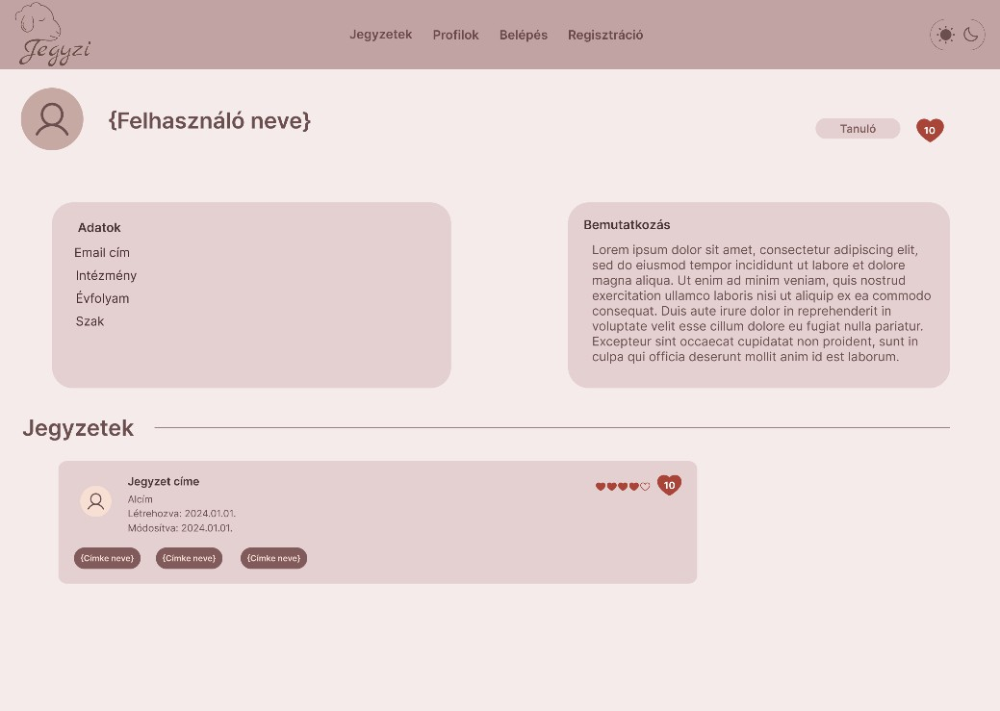 Jegyzi
Jegyzetek Profilok Belépés Regisztráció
{Felhasználó neve}
Tanuló
10
Adatok
Email cím
Intézmény
Évfolyam
Szak
Bemutatkozás
Lorem ipsum dolor sit amet, consectetur adipiscing elit,
sed do eiusmod tempor incididunt ut labore et dolore
magna aliqua. Ut enim ad minim veniam, quis nostrud
exercitation ullamco laboris nisi ut aliquip ex ea commodo
consequat. Duis aute irure dolor in reprehenderit in
voluptate velit esse cillum dolore eu fugiat nulla pariatur.
Excepteur sint occaecat cupidatat non proident, sunt in
culpa qui officia deserunt mollit anim id est laborum.
Jegyzetek
Jegyzet címe
10
Alcím
Létrehozva: 2024.01.01.
Módosítva: 2024.01.01.
{Címke neve} {Címke neve} {Címke neve}